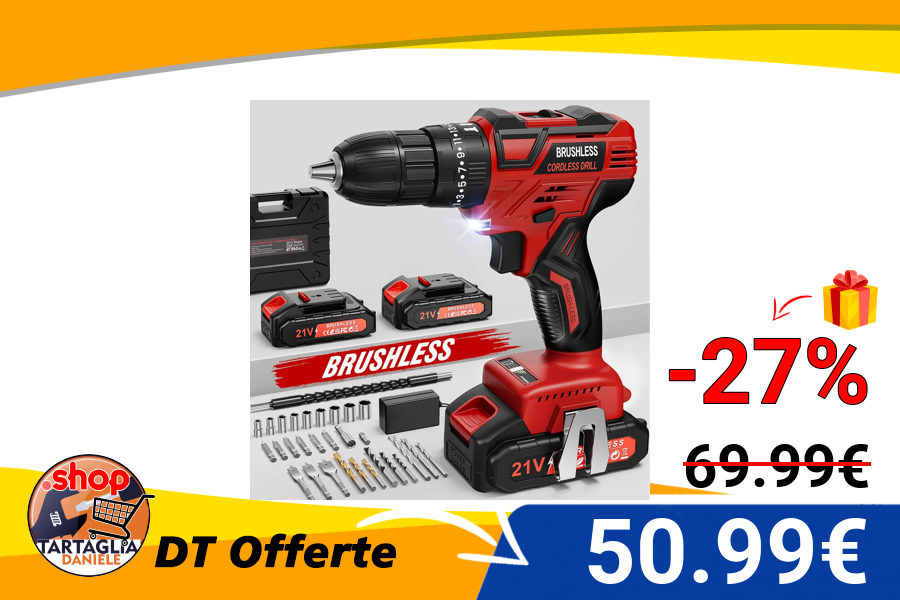 BRUSHLESS
CORDLESS DRILL
1•3•5•7•9•11•13
BRUSHLESS
BRUSHLESS
21V
BRUSHLESS
21V
BRUSHLESS
21V
-27%
69.99€
50.99€
.shop
TARTAGLIA
DANIELE
DT Offerte